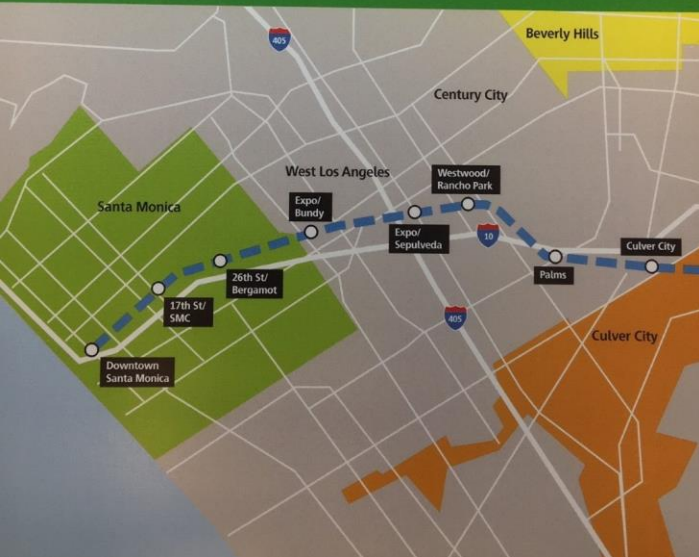 405
Beverly Hills
Century City
West Los Angeles
Westwood/
Rancho Park
Santa Monica
Expo/
Bundy
Expo/
Sepulveda
10
Culver City
26th St/
Bergamot
Palms
17th St/
SMC
405
Culver City
Downtown
Santa Monica